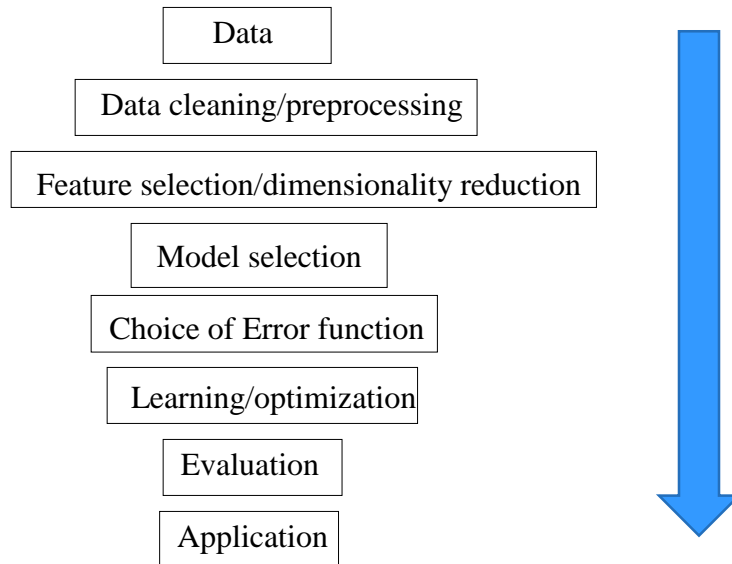 Data
Data cleaning/preprocessing
Feature selection/dimensionality reduction
Model selection
Choice of Error function
Learning/optimization
Evaluation
Application